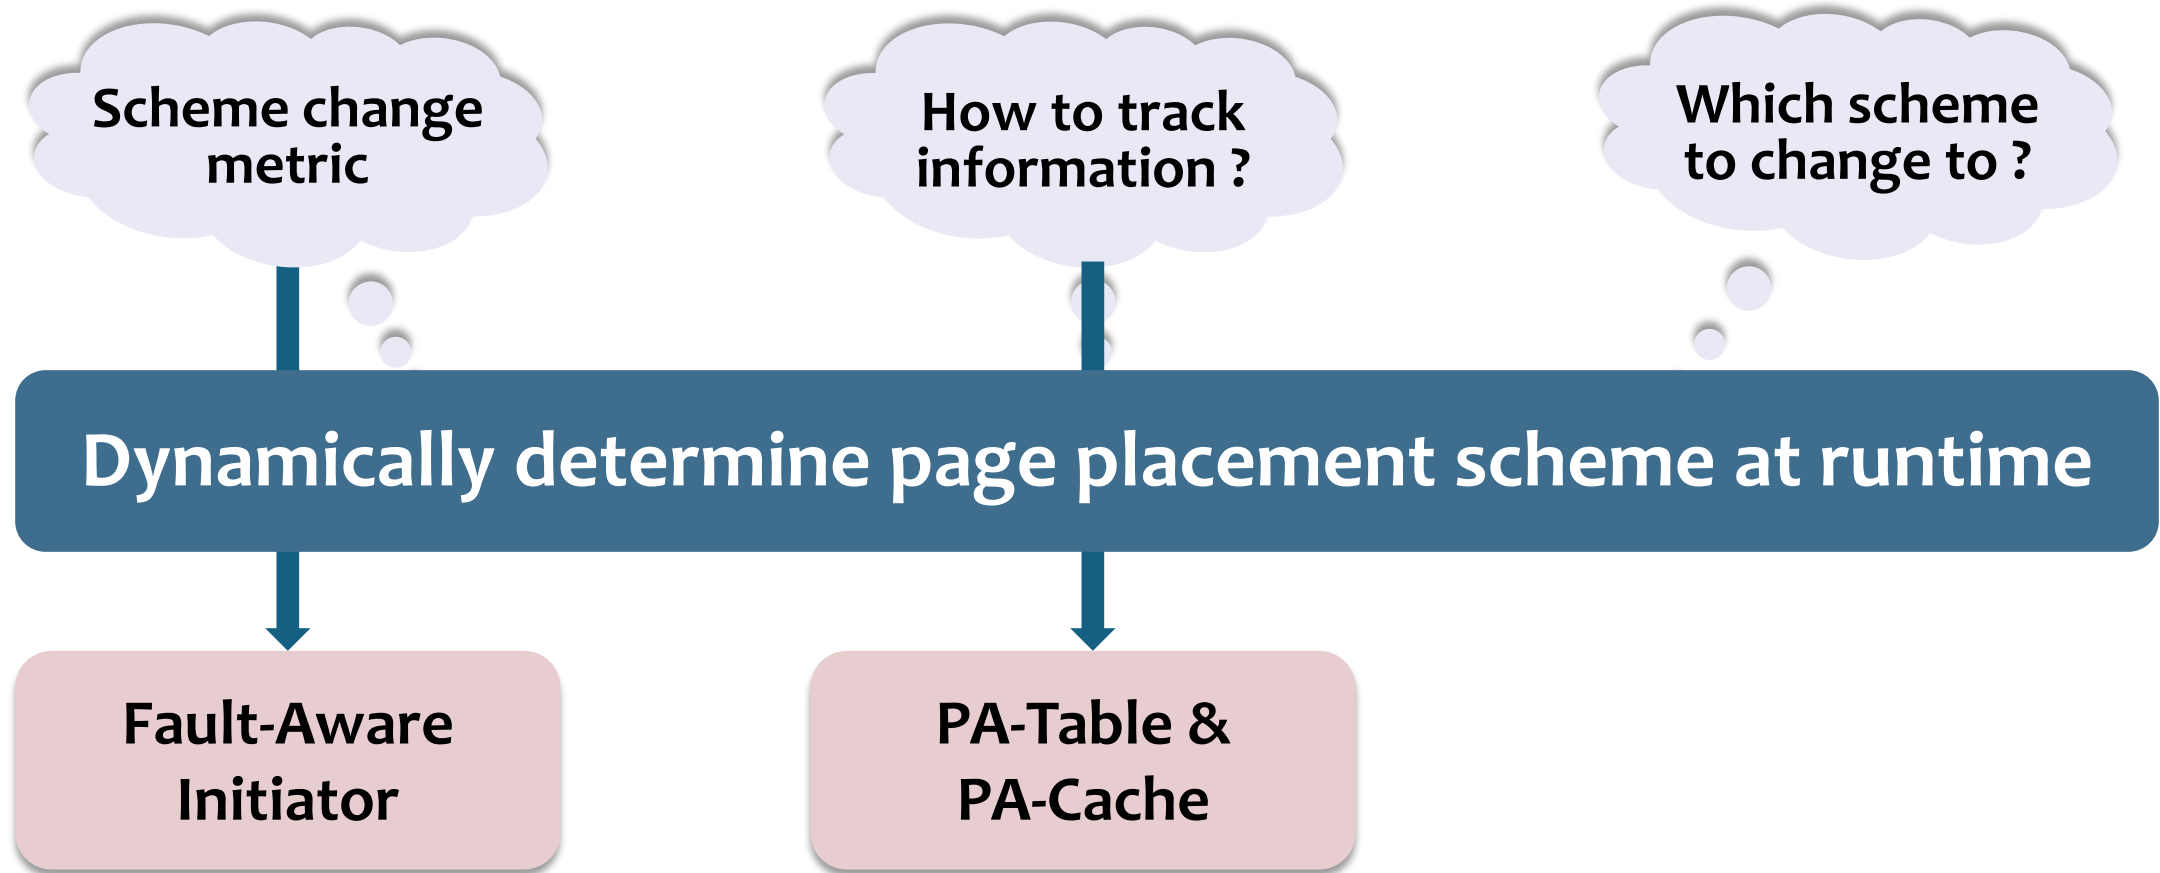 Scheme change
metric
How to track
information ?
Which scheme
to change to ?
Dynamically determine page placement scheme at runtime
Fault-Aware
Initiator
PA-Table &
PA-Cache